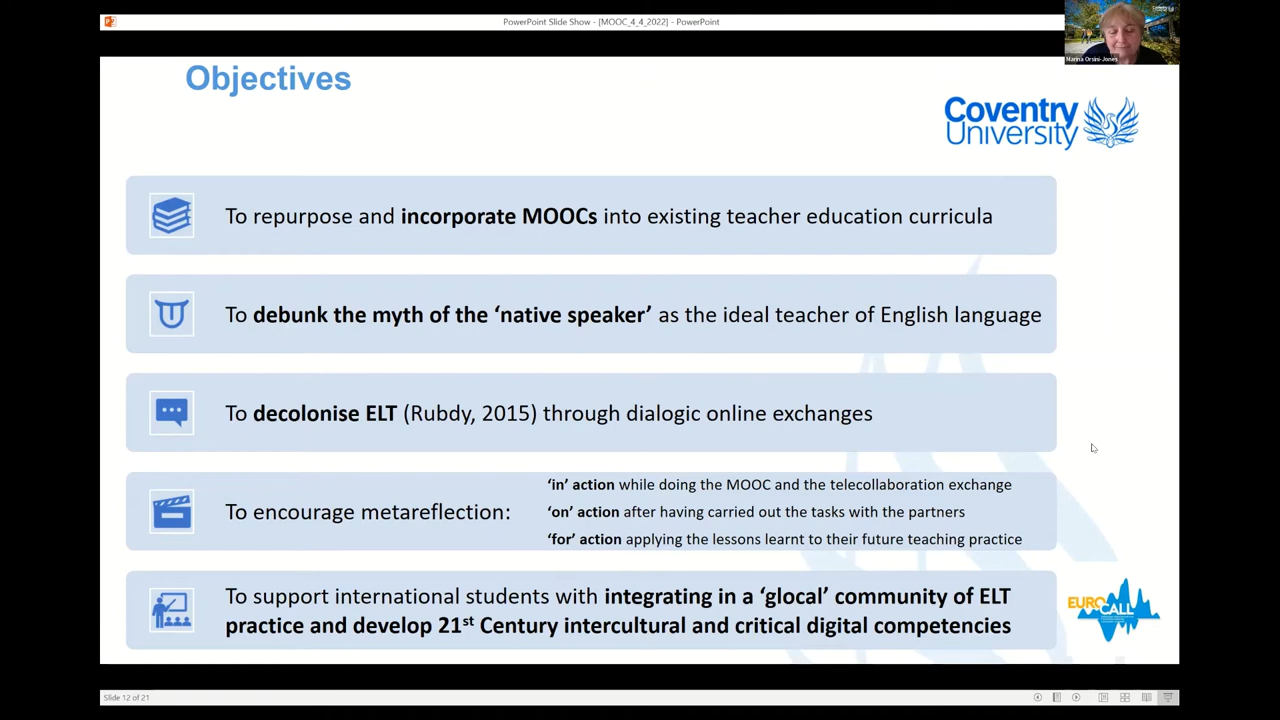 PowerPoint Slide Show - [MOOC_4_4_2022] - PowerPoint
Marina Orsini-Jones
Objectives
Coventry
University
To repurpose and incorporate MOOCs into existing teacher education curricula
To debunk the myth of the ‘native speaker’ as the ideal teacher of English language
To decolonise ELT (Rubdy, 2015) through dialogic online exchanges
To encourage metareflection:
‘in’ action while doing the MOOC and the telecollaboration exchange
‘on’ action after having carried out the tasks with the partners
‘for’ action applying the lessons learnt to their future teaching practice
To support international students with integrating in a ‘glocal’ community of ELT
practice and develop 21st Century intercultural and critical digital competencies
EUROCALL
Slide 12 of 21